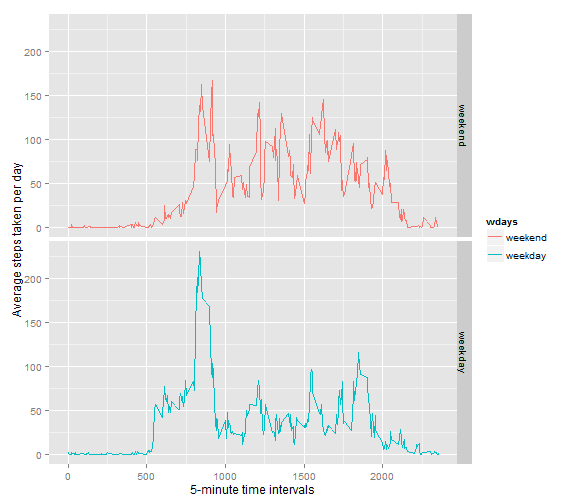 Average steps taken per day
200
150
100
50
0
weekend
200
150
100
50
0
weekday
0
500
1000
1500
2000
5-minute time intervals
wdays
weekend
weekday